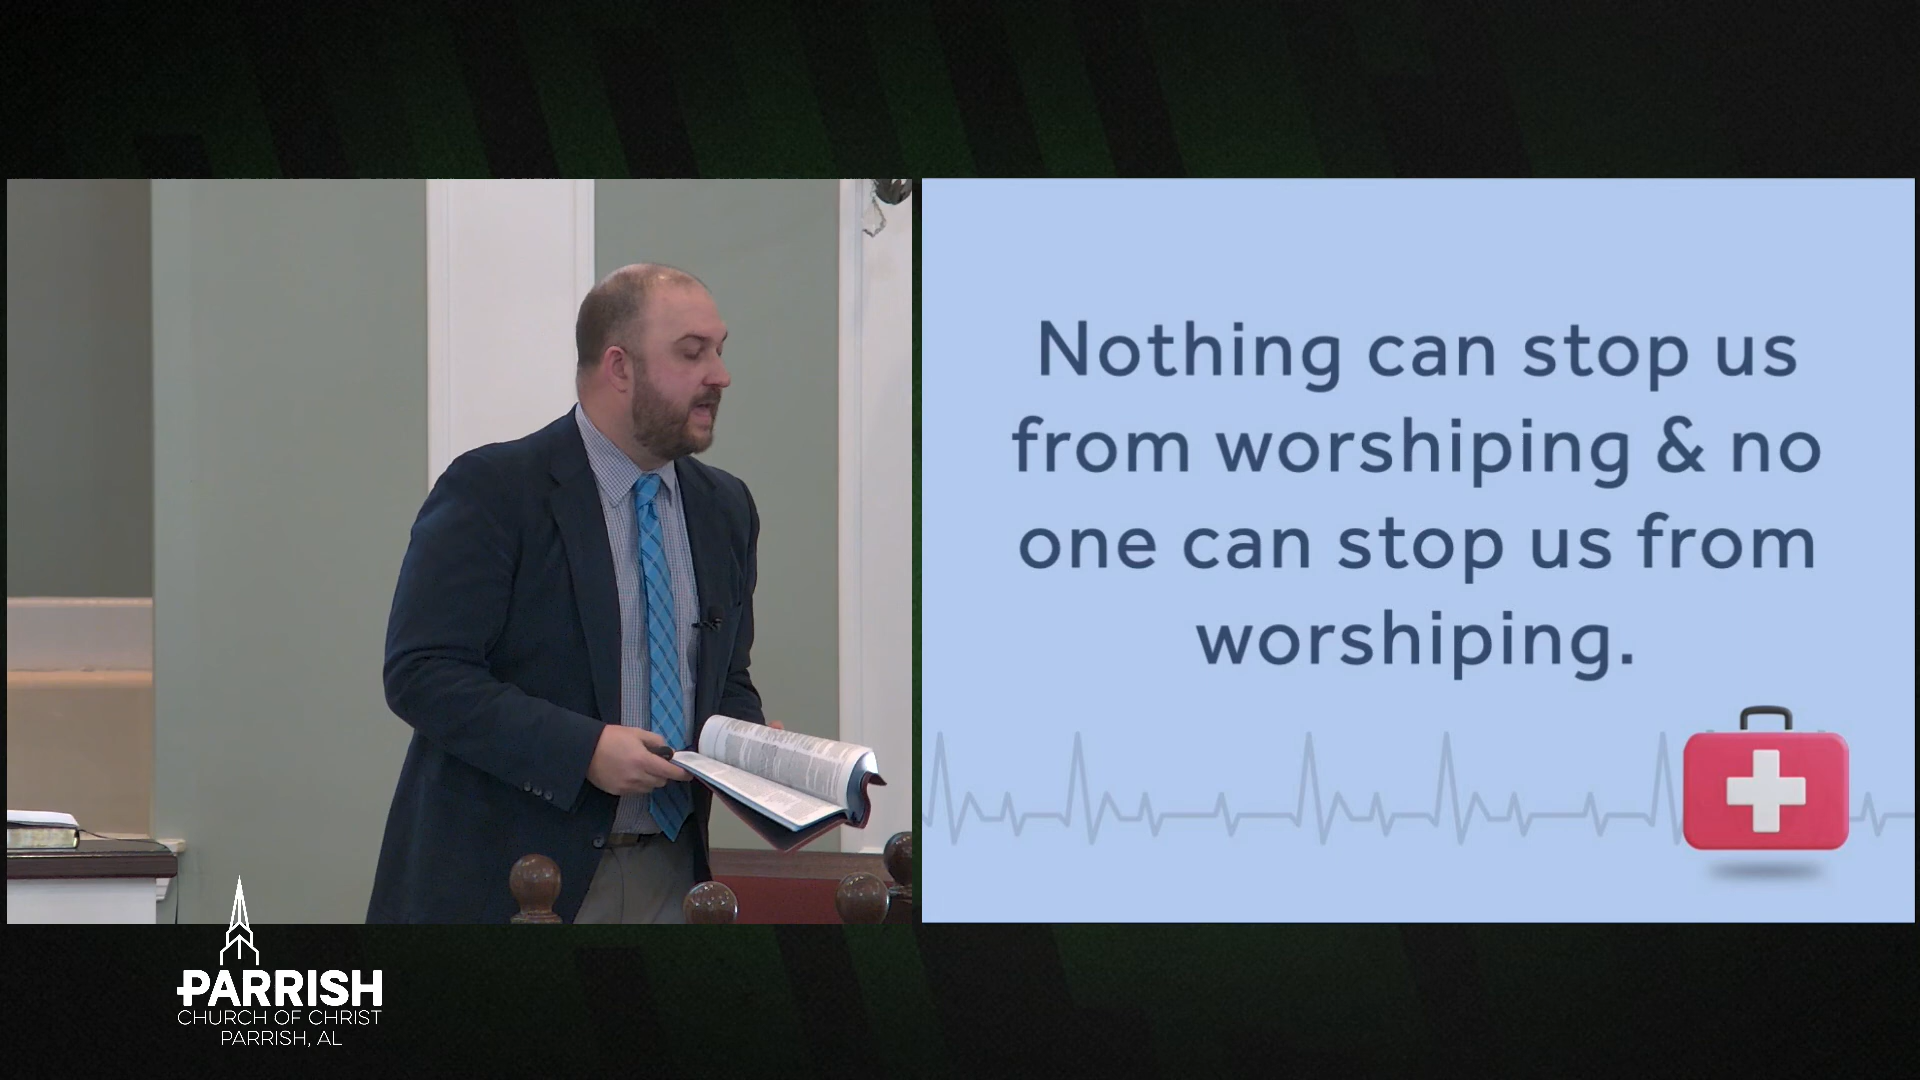 Nothing can stop us
from worshiping & no
one can stop us from
worshiping.
PARRISH
CHURCH OF CHRIST
PARRISH, AL